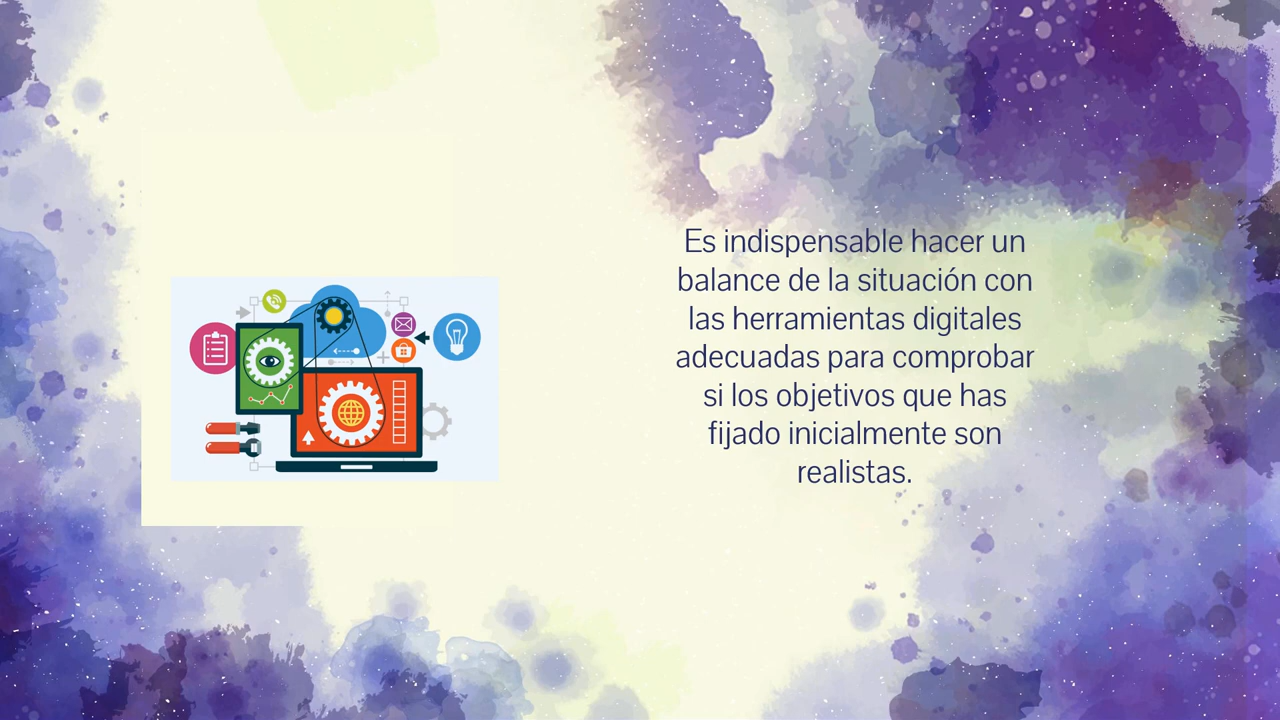 Es indispensable hacer un
balance de la situación con
las herramientas digitales
adecuadas para comprobar
si los objetivos que has
fijado inicialmente son
realistas.